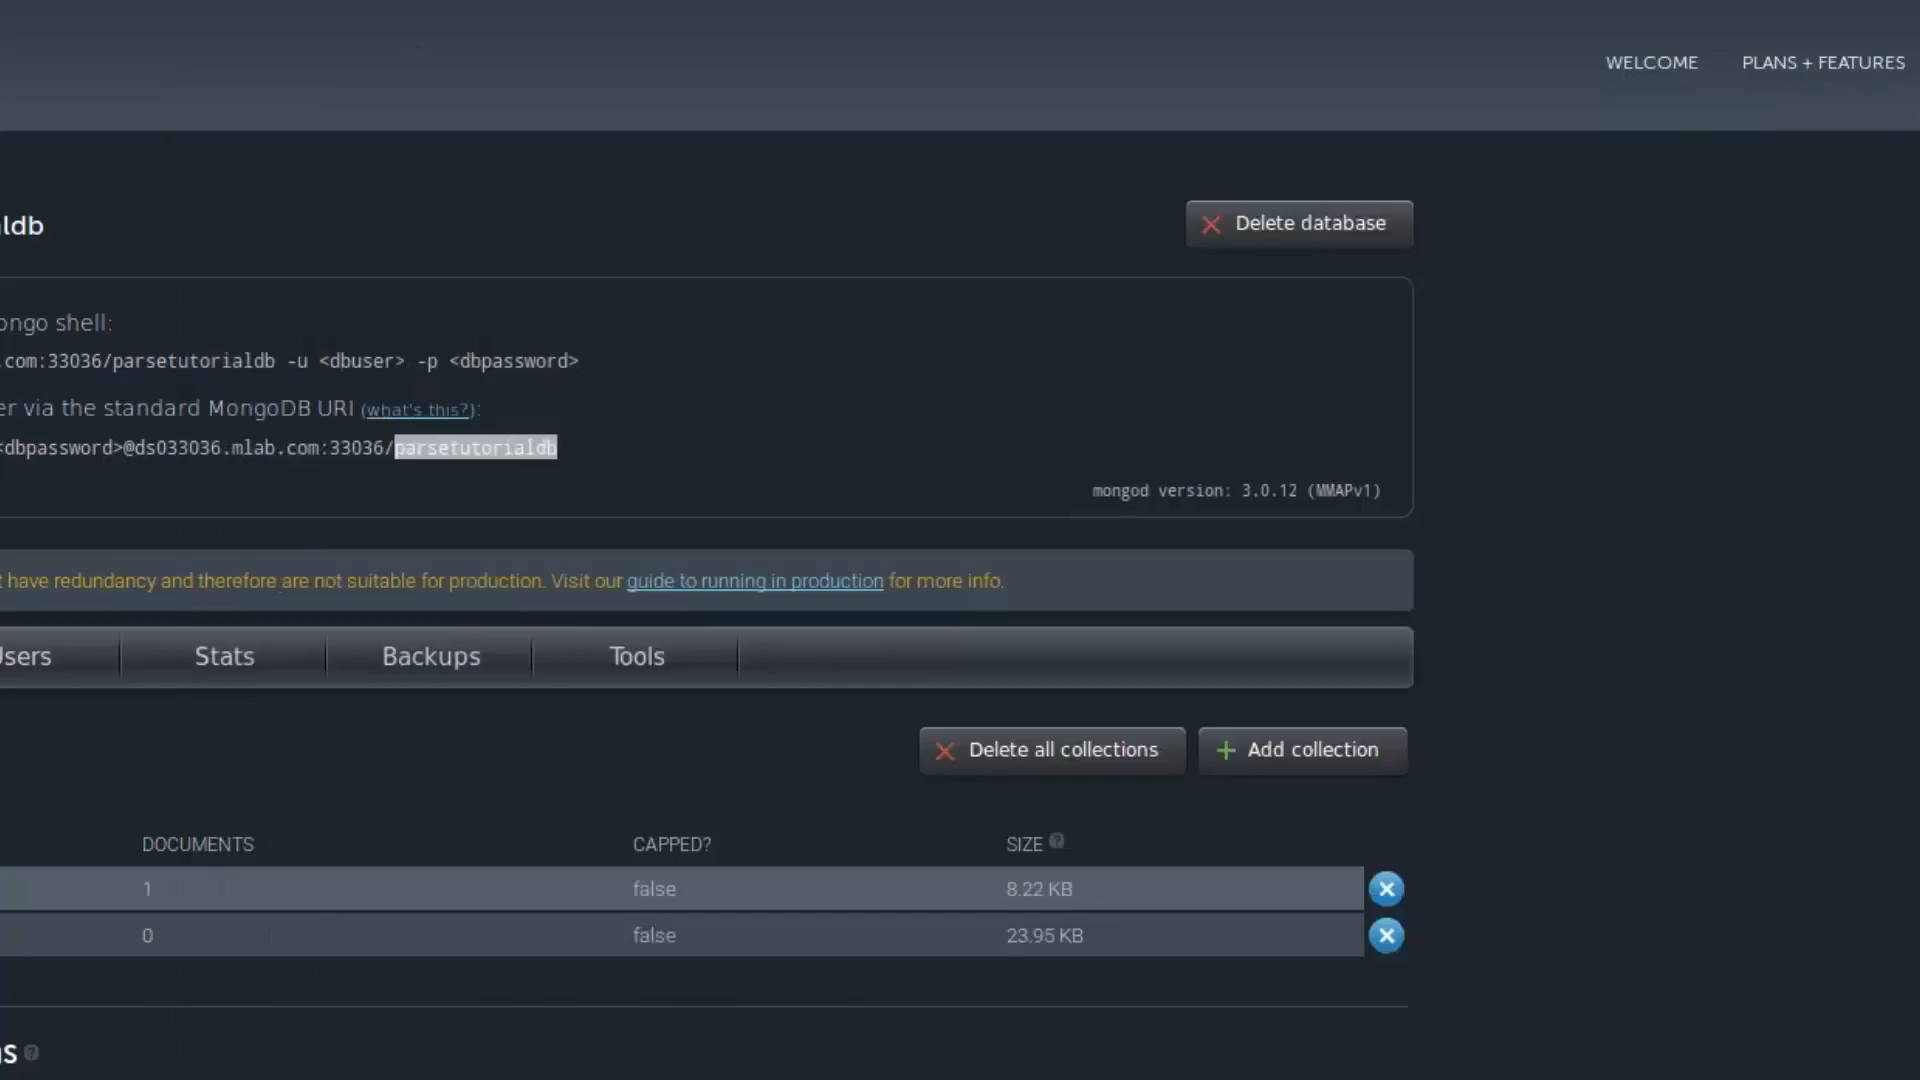 WELCOME PLANS + FEATURES
ldb
Delete database
ongo shell:
.com:33036/parsetutorialdb -u <dbuser> -p <dbpassword>
er via the standard MongoDB URI (what's this?):
<dbpassword>@ds033036.mlab.com:33036/parsetutorialdb
mongod version: 3.0.12 (MMAPv1)
t have redundancy and therefore are not suitable for production. Visit our guide to running in production for more info.
Users Stats Backups Tools
Delete all collections Add collection
DOCUMENTS CAPPED? SIZE ?
1 false 8.22 KB
0 false 23.95 KB
s ?